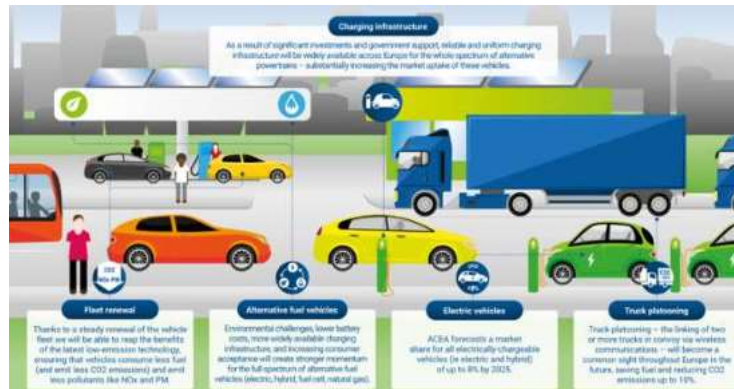 Charging infrastructure
As a result of significant investments and government support, reliable and uniform charging
infrastructure will be widely available across Europe for the whole spectrum of alternative
powertrains – substantially increasing the market uptake of these vehicles.
CO2
NOx PM
Fleet renewal
Thanks to a steady renewal of the vehicle
fleet we will be able to reap the benefits
of the latest low-emission technology,
ensuring that vehicles consume less fuel
(and emit less CO2 emissions) and emit
less pollutants like NOx and PM.
Alternative fuel vehicles
Environmental challenges, lower battery
costs, more widely available charging
infrastructure, and increasing consumer
acceptance will create stronger momentum
for the full spectrum of alternative fuel
vehicles (electric, hybrid, fuel cell, natural gas).
Electric vehicles
ACEA forecasts a market
share for all electrically-chargeable
vehicles (ie electric and hybrid)
of up to 8% by 2025.
Truck platooning
Truck platooning – the linking of two
or more trucks in convoy via wireless
communications – will become a
common sight throughout Europe in the
future, saving fuel and reducing CO2
emissions by up to 10%.